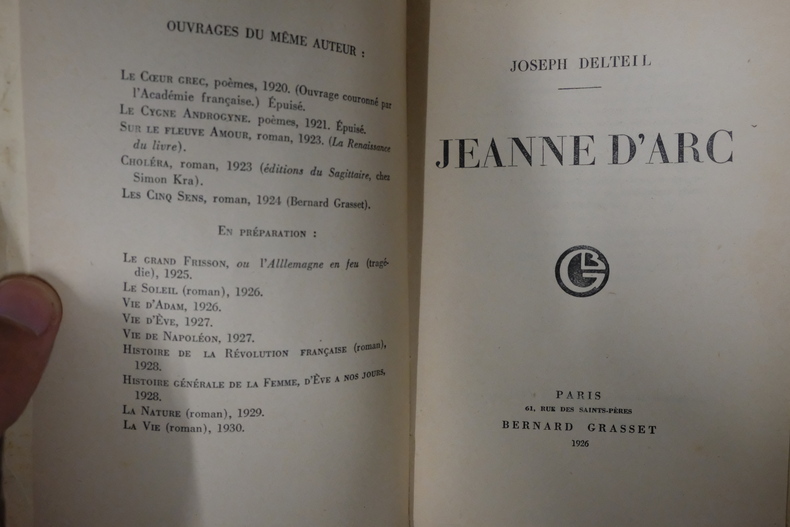 OUVRAGES DU MÊME AUTEUR :
LE CŒUR GREC, poèmes, 1920. (Ouvrage couronné par
l'Académie française.) Épuisé.
LE CYGNE ANDROGYNE. poèmes, 1921. Épuisé.
SUR LE FLEUVE AMOUR, roman, 1923. (La Renaissance
du livre).
CHOLÉRA, roman, 1923 (éditions du Sagittaire, chez
Simon Kra).
LES CINQ SENS, roman, 1924 (Bernard Grasset).
EN PRÉPARATION :
LE GRAND FRISSON, ou l'Alllemagne en feu (tragé-
die), 1925.
LE SOLEIL (roman), 1926.
VIE D'ADAM, 1926.
VIE D'ÈVE, 1927.
VIE DE NAPOLÉON, 1927.
HISTOIRE DE LA RÉVOLUTION FRANÇAISE (roman),
1928.
HISTOIRE GÉNÉRALE DE LA FEMME, D'ÈVE A NOS JOURS,
1928.
LA NATURE (roman), 1929.
LA VIE (roman), 1930.
JOSEPH DELTEIL
JEANNE D'ARC
BG
PARIS
61, RUE DES SAINTS-PÈRES
BERNARD GRASSET
1926